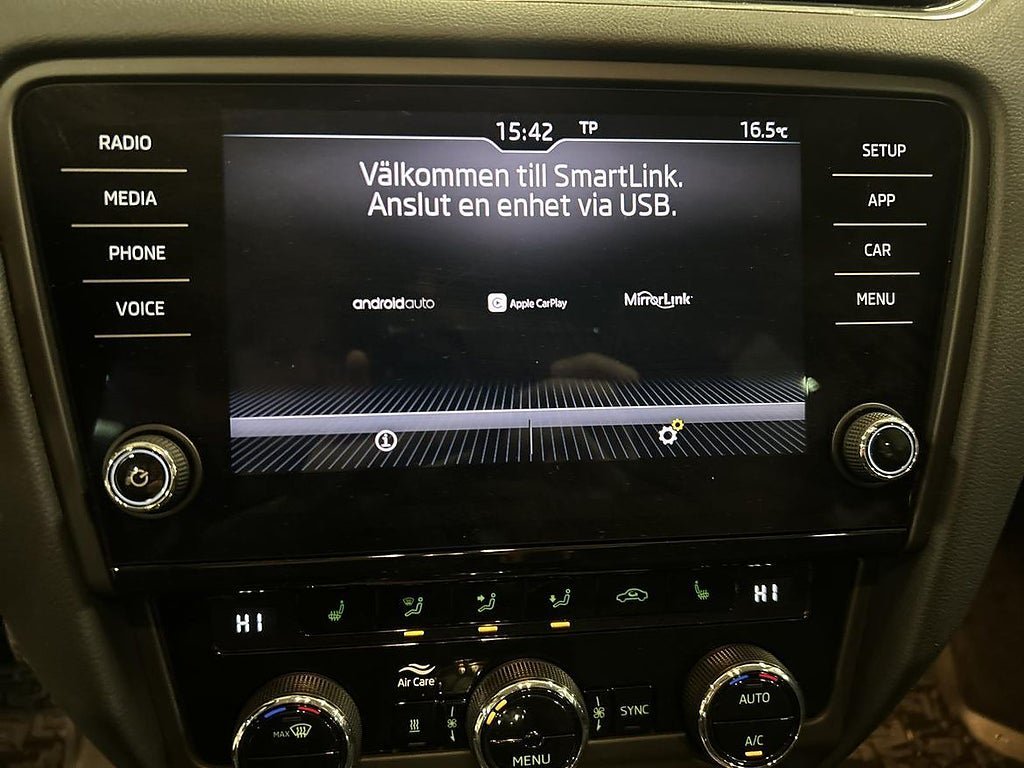 15:42 TP 16.5°C
RADIO
MEDIA
PHONE
VOICE
Välkommen till SmartLink.
Anslut en enhet via USB.
androidauto
Apple CarPlay
MirrorLink
SETUP
APP
CAR
MENU
HI
HI
Air Care
MAX
MENU
SYNC
AUTO
A/C